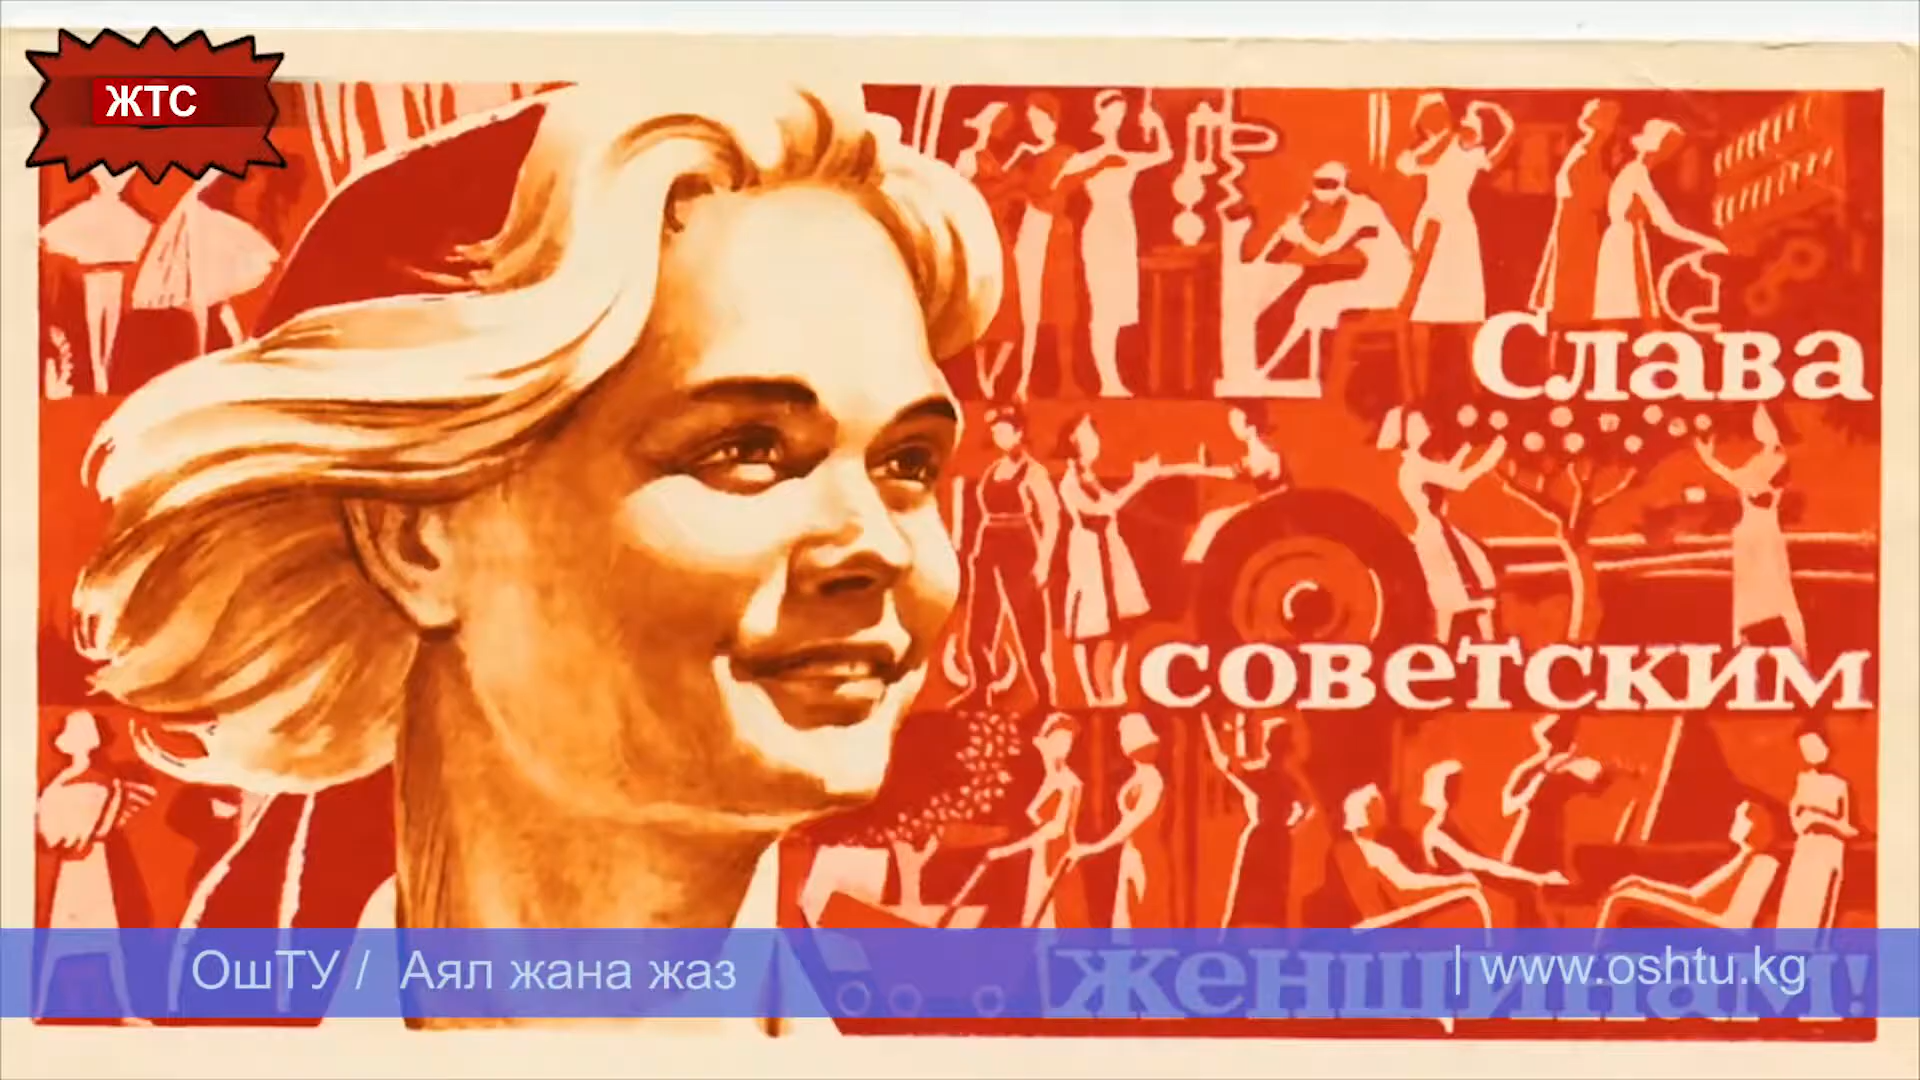 ЖТС
Слава
советским
женщинам!
ОшТУ / Аял жана жаз
| www.oshtu.kg